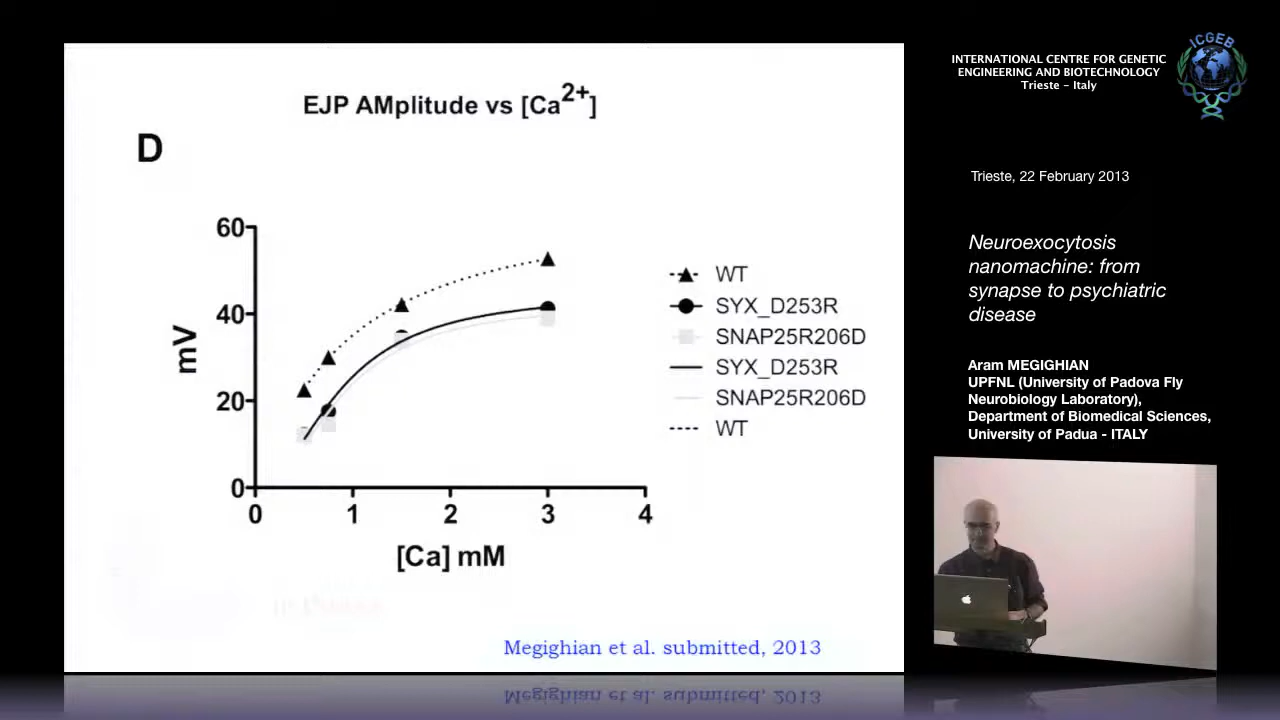 EJP AMplitude vs [Ca2+]
D
60
40
20
0
mV
0 1 2 3 4
[Ca] mM
WT
SYX_D253R
SNAP25R206D
SYX_D253R
SNAP25R206D
WT
Megighian et al. submitted, 2013
INTERNATIONAL CENTRE FOR GENETIC
ENGINEERING AND BIOTECHNOLOGY
Trieste - Italy
ICGEB
Trieste, 22 February 2013
Neuroexocytosis
nanomachine: from
synapse to psychiatric
disease
Aram MEGIGHIAN
UPFNL (University of Padova Fly
Neurobiology Laboratory),
Department of Biomedical Sciences,
University of Padua - ITALY